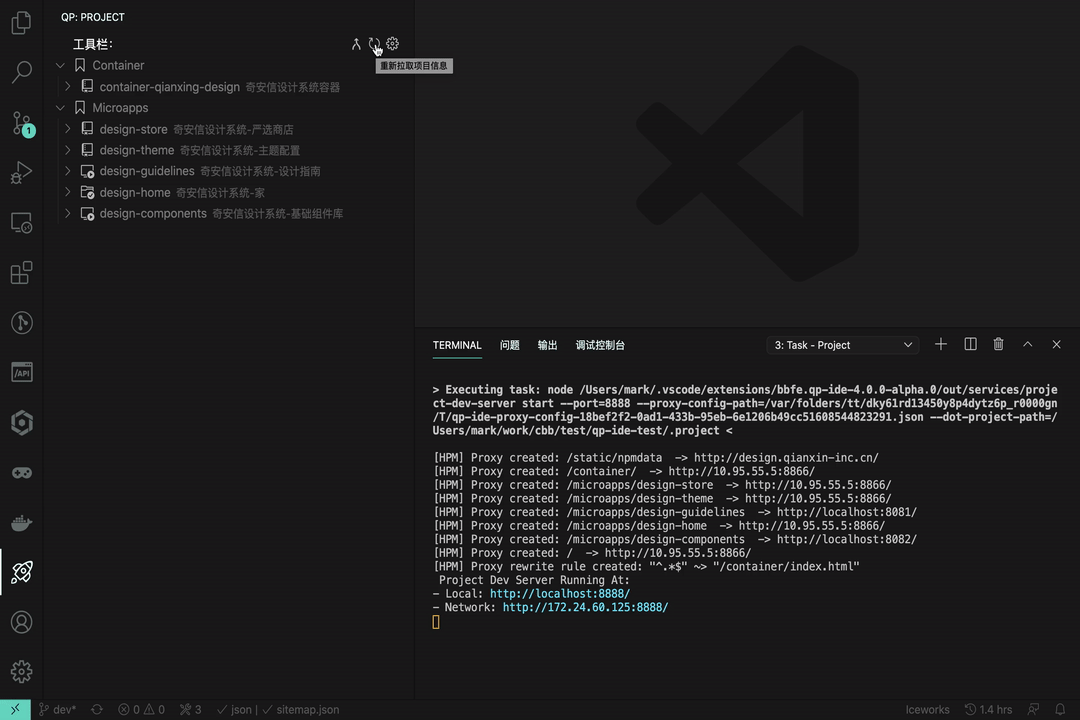 QP: PROJECT
工具栏：
重新拉取项目信息
Container
container-qianxing-design 奇安信设计系统容器
Microapps
design-store 奇安信设计系统-严选商店
design-theme 奇安信设计系统-主题配置
design-guidelines 奇安信设计系统-设计指南
design-home 奇安信设计系统-家
design-components 奇安信设计系统-基础组件库
1
/API
TERMINAL 问题 输出 调试控制台 3: Task - Project
> Executing task: node /Users/mark/.vscode/extensions/bbfe.qp-ide-4.0.0-alpha.0/out/services/proje
ct-dev-server start --port=8888 --proxy-config-path=/var/folders/tt/dky61rd13450y8p4dytz6p_r0000gn
/T/qp-ide-proxy-config-18bef2f2-0ad1-433b-95eb-6e1206b49cc51608544823291.json --dot-project-path=/
Users/mark/work/cbb/test/qp-ide-test/.project <
[HPM] Proxy created: /static/npmdata  -> http://design.qianxin-inc.cn/
[HPM] Proxy created: /container/  -> http://10.95.55.5:8866/
[HPM] Proxy created: /microapps/design-store  -> http://10.95.55.5:8866/
[HPM] Proxy created: /microapps/design-theme  -> http://10.95.55.5:8866/
[HPM] Proxy created: /microapps/design-guidelines  -> http://localhost:8081/
[HPM] Proxy created: /microapps/design-home  -> http://10.95.55.5:8866/
[HPM] Proxy created: /microapps/design-components  -> http://localhost:8082/
[HPM] Proxy created: /  -> http://10.95.55.5:8866/
[HPM] Proxy rewrite rule created: "^.*$" ~> "/container/index.html"
Project Dev Server Running At:
- Local: http://localhost:8888/
- Network: http://172.24.60.125:8888/
dev* 0 0 3 json | sitemap.json Iceworks 1.4 hrs